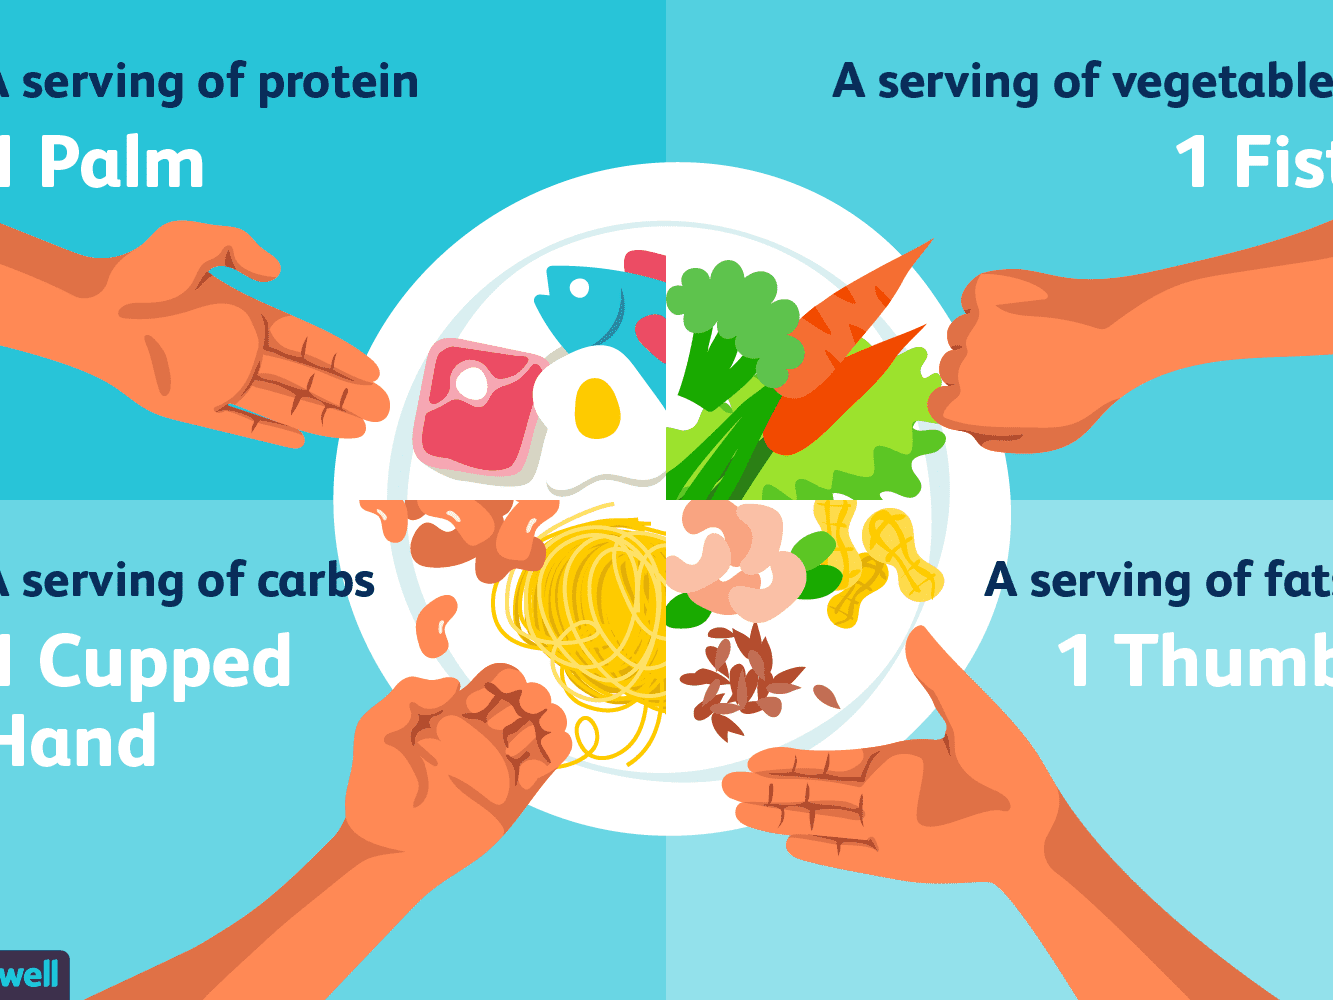 A serving of protein
1 Palm
A serving of vegetable
1 Fist
A serving of carbs
1 Cupped
Hand
A serving of fats
1 Thumb
well